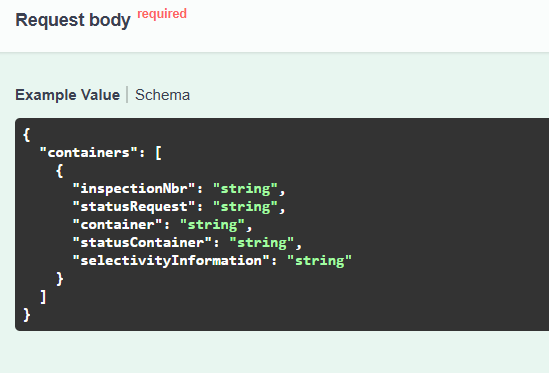 Request body required
Example Value | Schema
{
  "containers": [
    {
      "inspectionNbr": "string",
      "statusRequest": "string",
      "container": "string",
      "statusContainer": "string",
      "selectivityInformation": "string"
    }
  ]
}